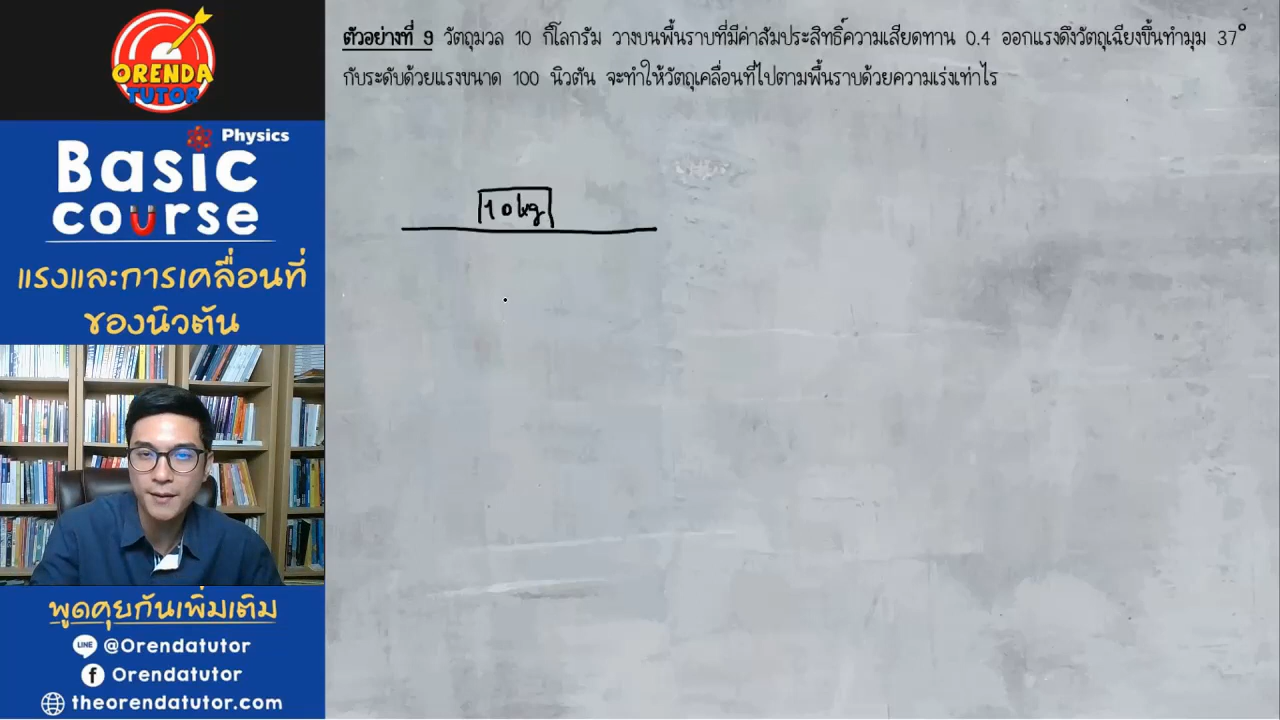 ORENDA
TUTOR
Physics
Basic
course
แรงและการเคลื่อนที่
ของนิวตัน
พูดคุยกันเพิ่มเติม
LINE @Orendatutor
f Orendatutor
theorendatutor.com
ตัวอย่างที่ 9 วัตถุมวล 10 กิโลกรัม วางบนพื้นราบที่มีค่าสัมประสิทธิ์ความเสียดทาน 0.4 ออกแรงดึงวัตถุเฉียงขึ้นทำมุม 37°
กับระดับด้วยแรงขนาด 100 นิวตัน จะทำให้วัตถุเคลื่อนที่ไปตามพื้นราบด้วยความเร่งเท่าไร
10 kg